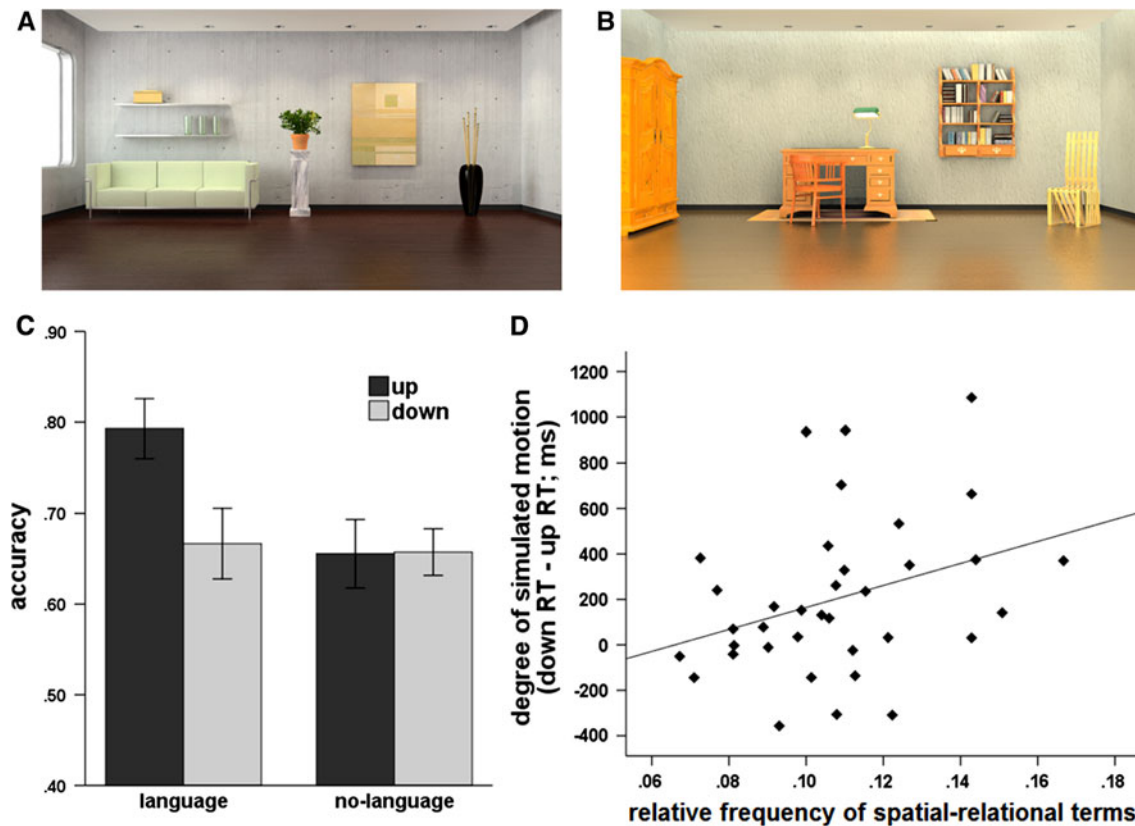 A
B
C
.90
.80
.70
.60
.50
.40
accuracy
up
down
language
no-language
D
1200
1000
800
600
400
200
0
-200
-400
degree of simulated motion
(down RT - up RT; ms)
.06
.08
.10
.12
.14
.16
.18
relative frequency of spatial-relational terms